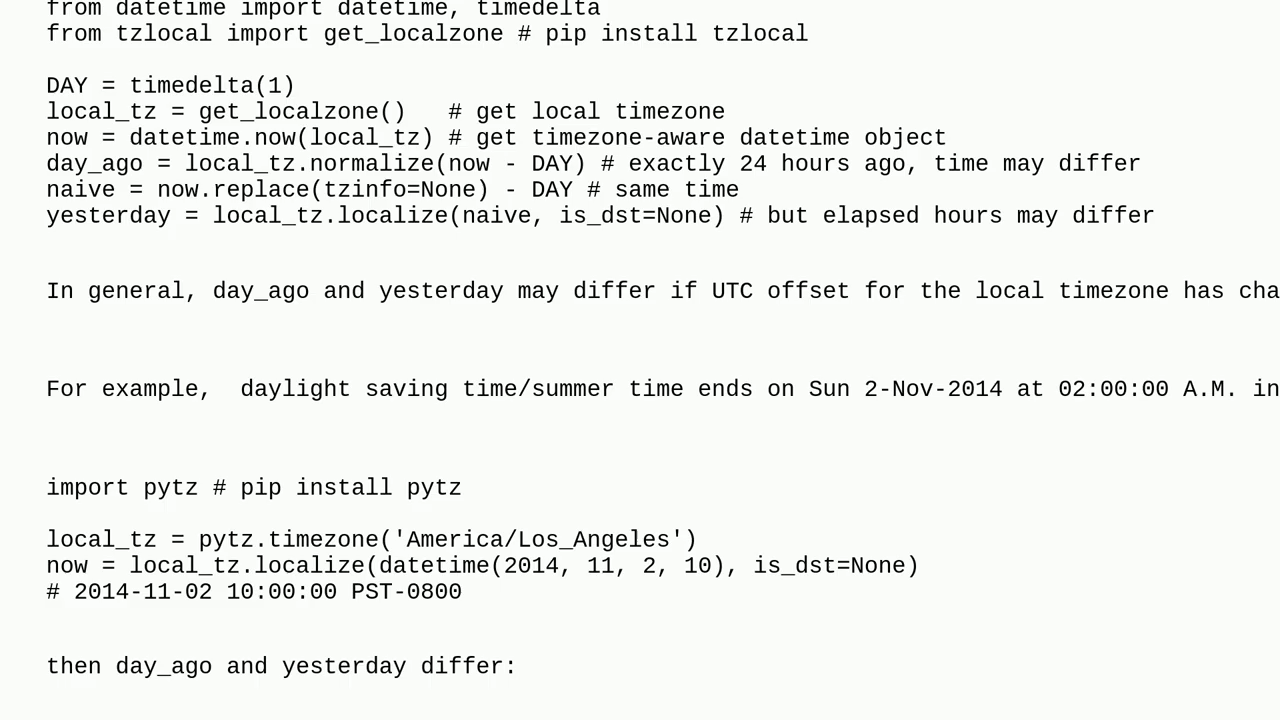 from datetime import datetime, timedelta
from tzlocal import get_localzone # pip install tzlocal
DAY = timedelta(1)
local_tz = get_localzone()   # get local timezone
now = datetime.now(local_tz) # get timezone-aware datetime object
day_ago = local_tz.normalize(now - DAY) # exactly 24 hours ago, time may differ
naive = now.replace(tzinfo=None) - DAY # same time
yesterday = local_tz.localize(naive, is_dst=None) # but elapsed hours may differ
In general, day_ago and yesterday may differ if UTC offset for the local timezone has cha
For example,  daylight saving time/summer time ends on Sun 2-Nov-2014 at 02:00:00 A.M. in
import pytz # pip install pytz
local_tz = pytz.timezone('America/Los_Angeles')
now = local_tz.localize(datetime(2014, 11, 2, 10), is_dst=None)
# 2014-11-02 10:00:00 PST-0800
then day_ago and yesterday differ: